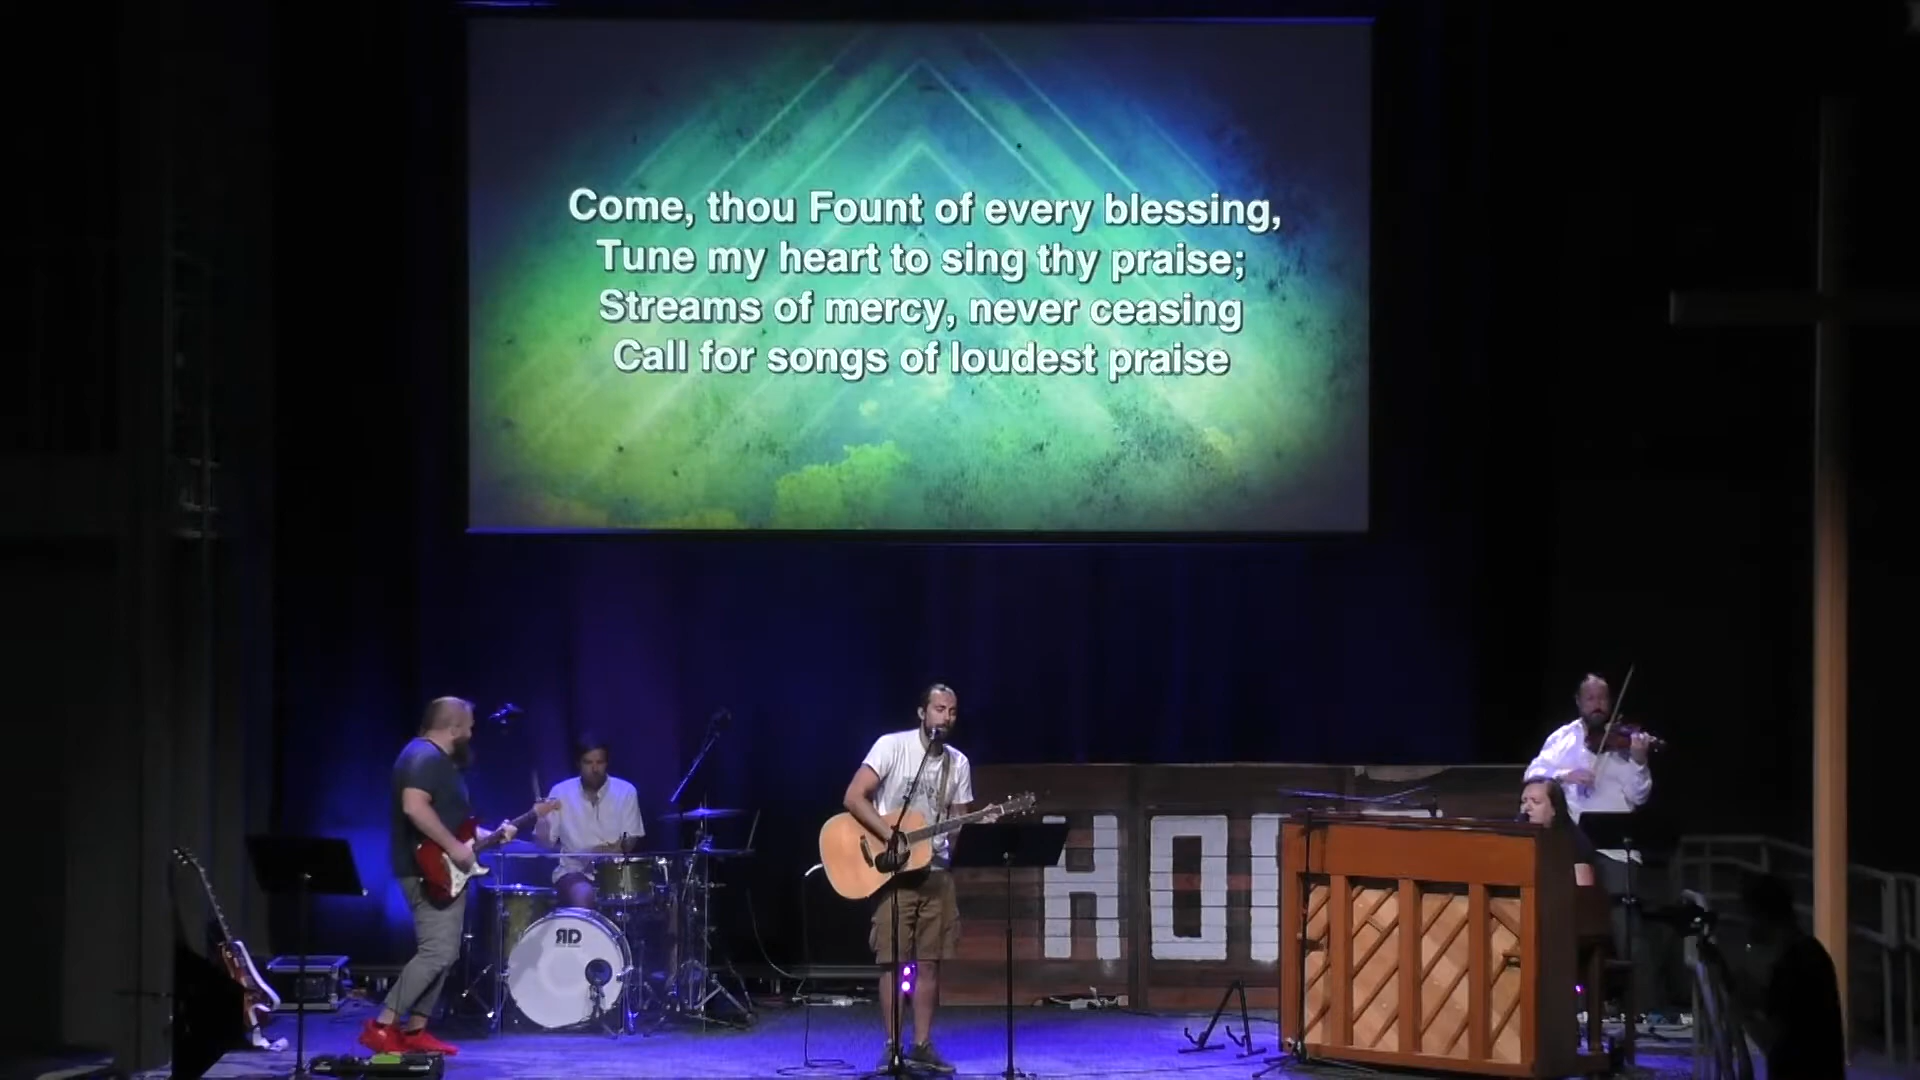 Come, thou Fount of every blessing,
Tune my heart to sing thy praise;
Streams of mercy, never ceasing
Call for songs of loudest praise
HO